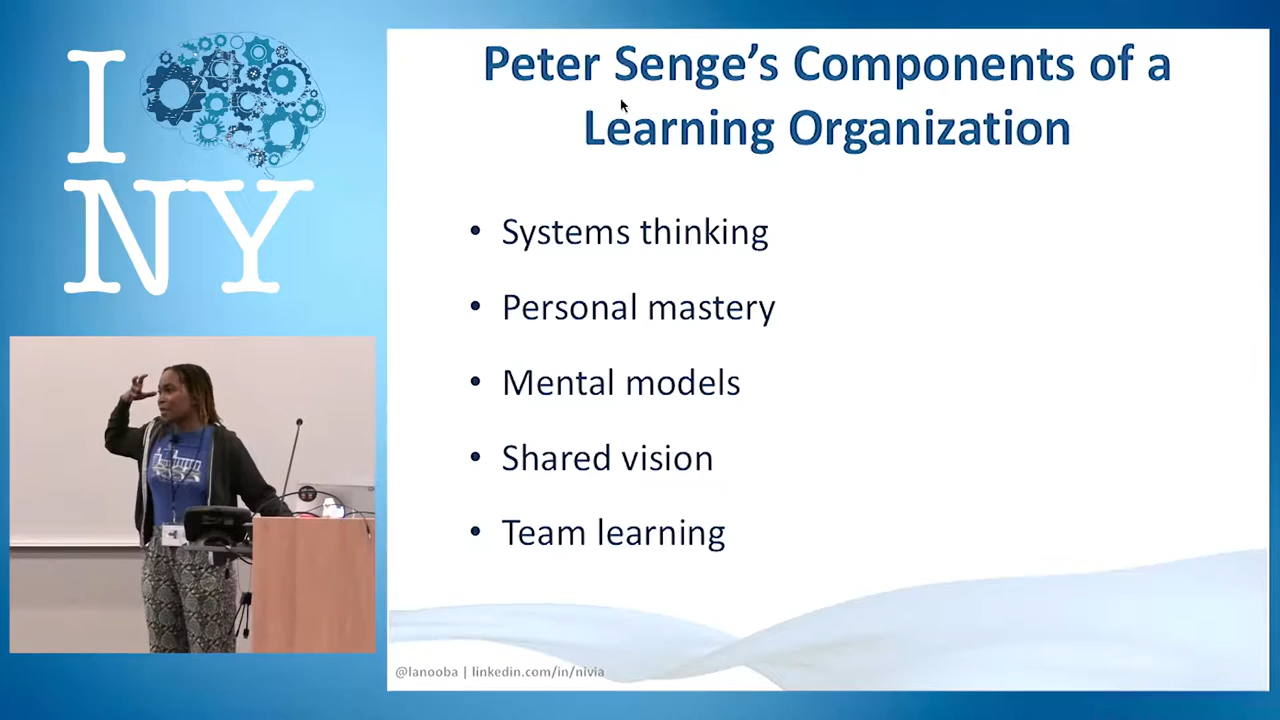 I
NY
Peter Senge’s Components of a
Learning Organization
• Systems thinking
• Personal mastery
• Mental models
• Shared vision
• Team learning
@lanooba | linkedin.com/in/nivia